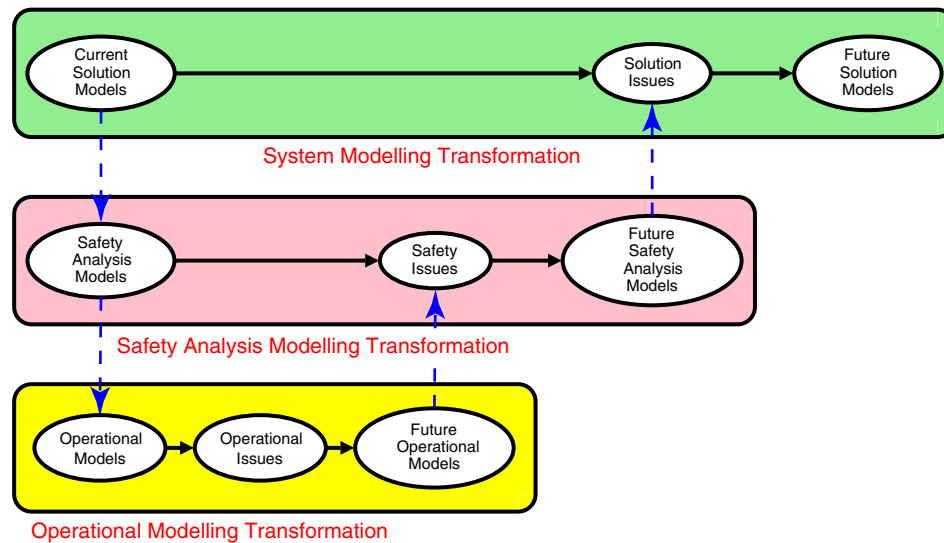 Current
Solution
Models
Solution
Issues
Future
Solution
Models
System Modelling Transformation
Safety
Analysis
Models
Safety
Issues
Future
Safety
Analysis
Models
Safety Analysis Modelling Transformation
Operational
Models
Operational
Issues
Future
Operational
Models
Operational Modelling Transformation